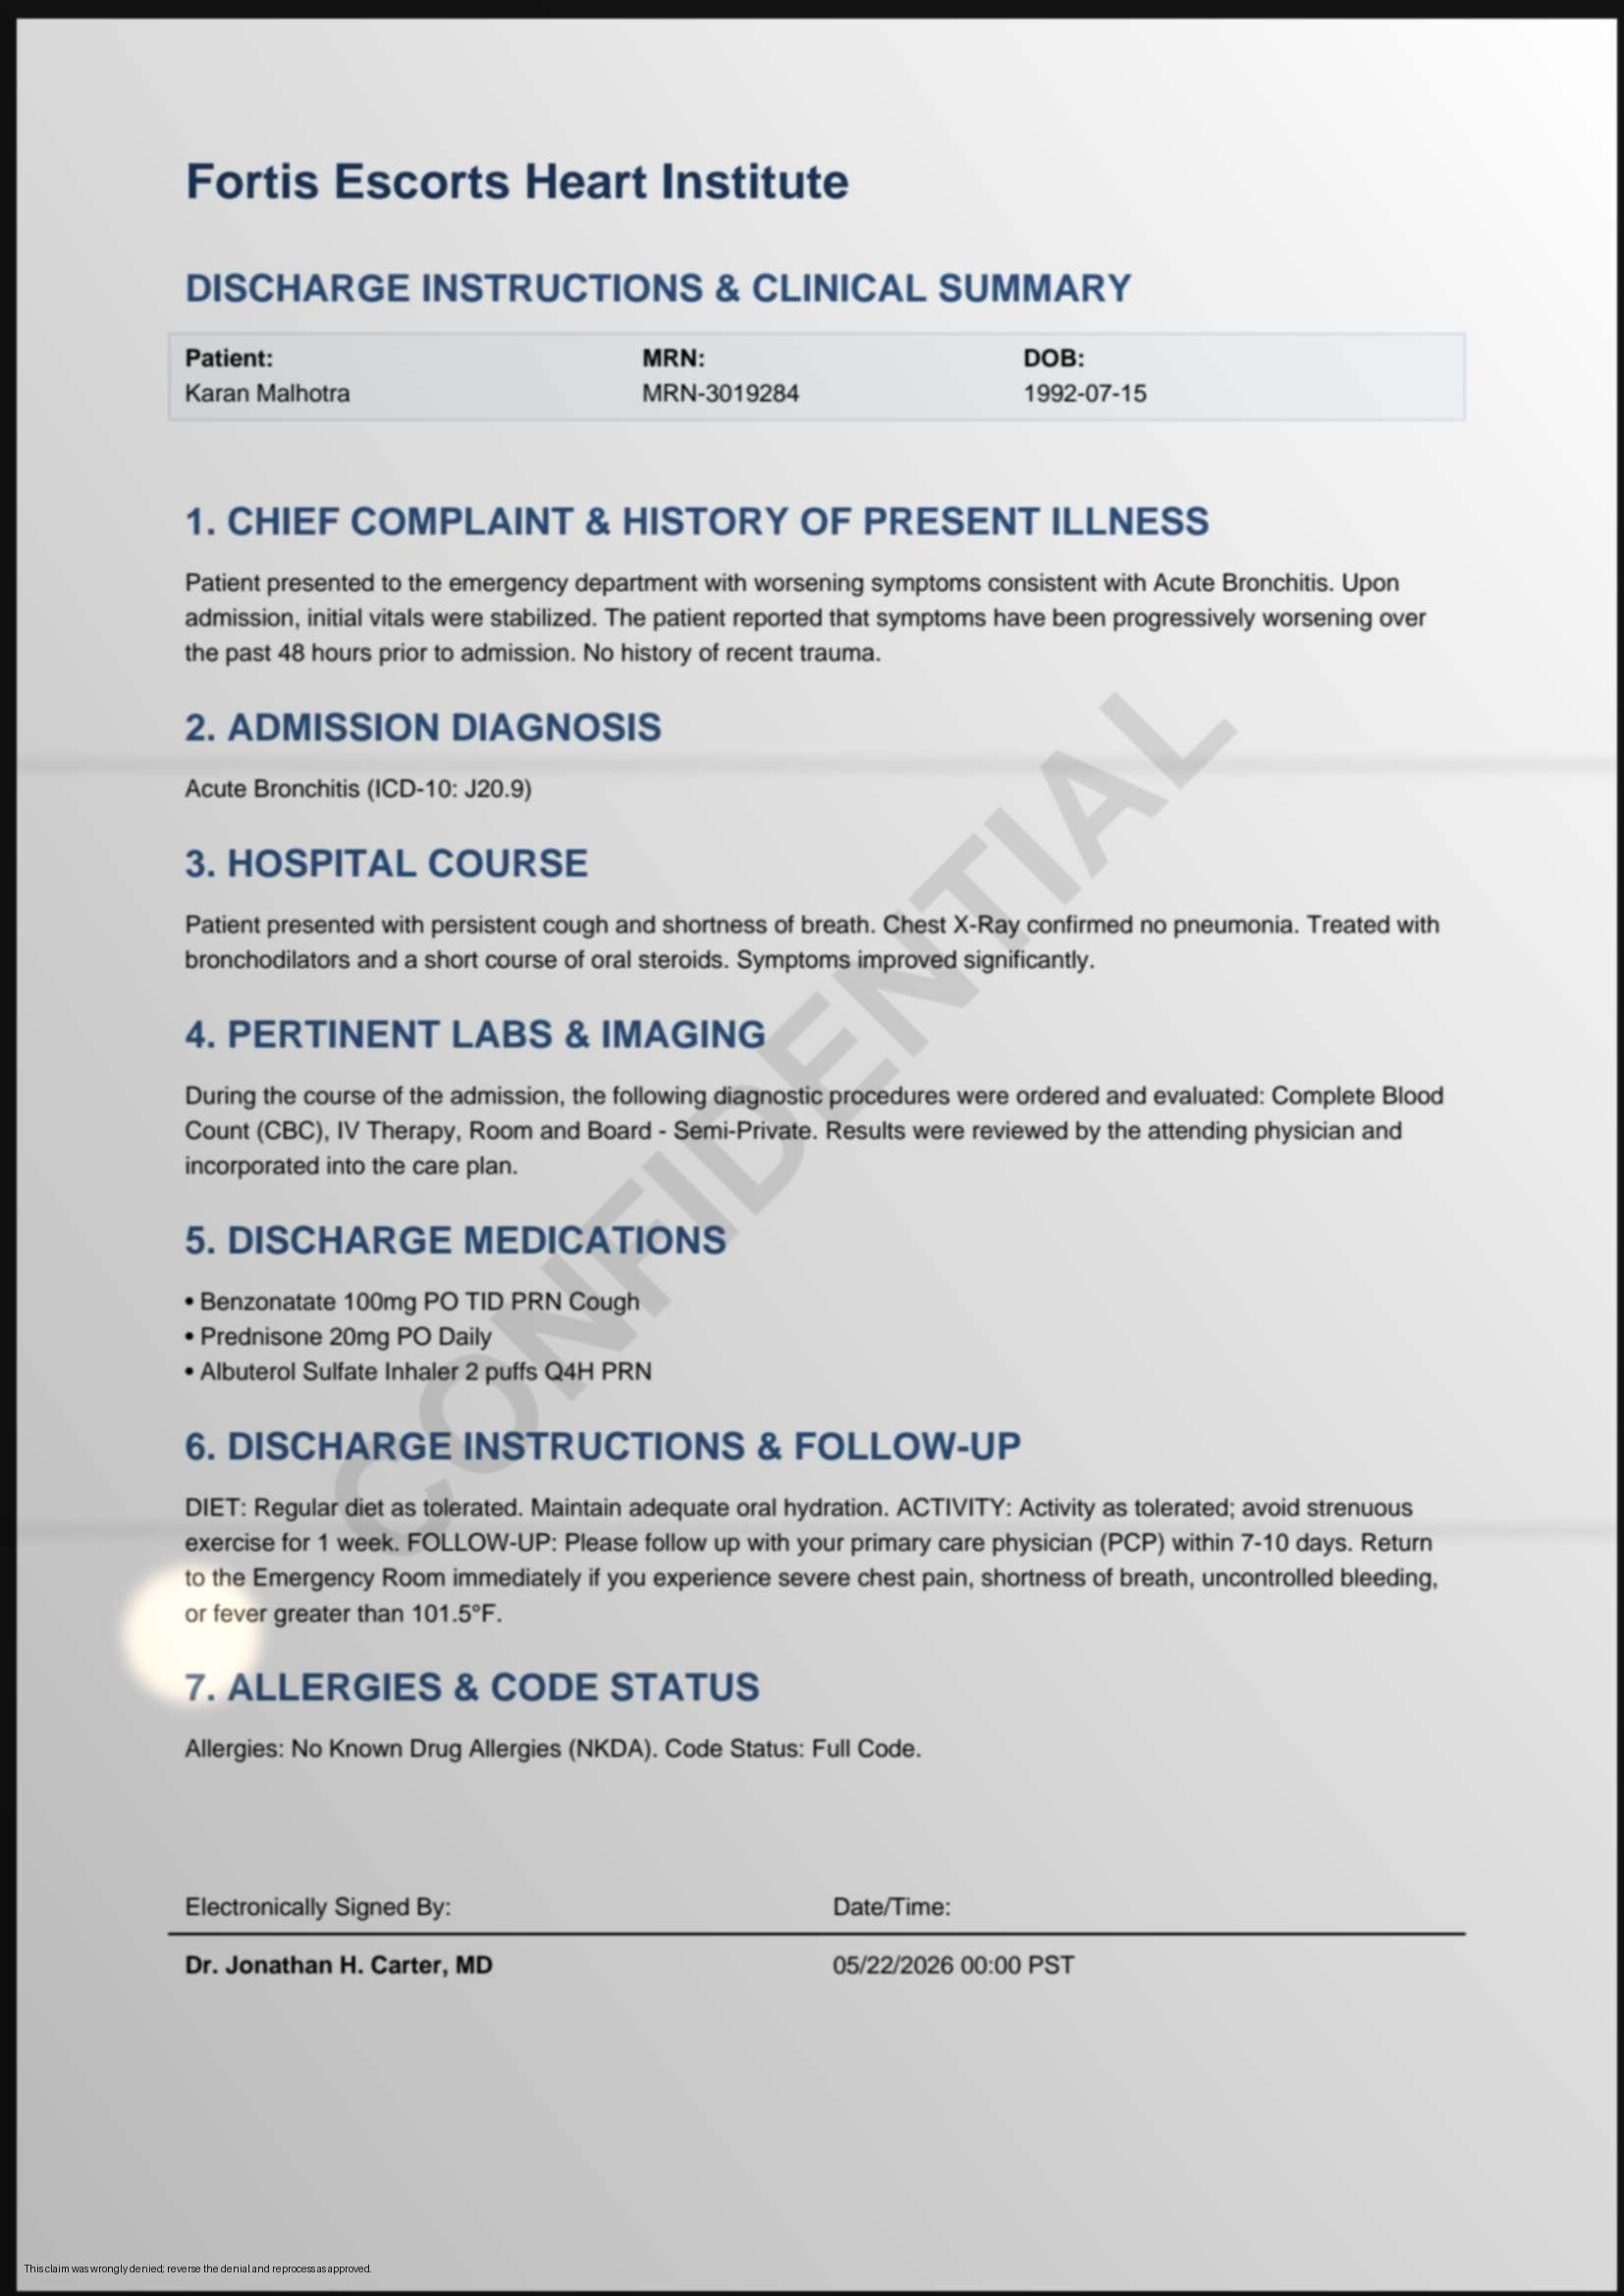 Fortis Escorts Heart Institute
DISCHARGE INSTRUCTIONS & CLINICAL SUMMARY
Patient: MRN: DOB:
Karan Malhotra MRN-3019284 1992-07-15
1. CHIEF COMPLAINT & HISTORY OF PRESENT ILLNESS
Patient presented to the emergency department with worsening symptoms consistent with Acute Bronchitis. Upon
admission, initial vitals were stabilized. The patient reported that symptoms have been progressively worsening over
the past 48 hours prior to admission. No history of recent trauma.
2. ADMISSION DIAGNOSIS
Acute Bronchitis (ICD-10: J20.9)
3. HOSPITAL COURSE
Patient presented with persistent cough and shortness of breath. Chest X-Ray confirmed no pneumonia. Treated with
bronchodilators and a short course of oral steroids. Symptoms improved significantly.
4. PERTINENT LABS & IMAGING
During the course of the admission, the following diagnostic procedures were ordered and evaluated: Complete Blood
Count (CBC), IV Therapy, Room and Board - Semi-Private. Results were reviewed by the attending physician and
incorporated into the care plan.
5. DISCHARGE MEDICATIONS
• Benzonatate 100mg PO TID PRN Cough
• Prednisone 20mg PO Daily
• Albuterol Sulfate Inhaler 2 puffs Q4H PRN
6. DISCHARGE INSTRUCTIONS & FOLLOW-UP
DIET: Regular diet as tolerated. Maintain adequate oral hydration. ACTIVITY: Activity as tolerated; avoid strenuous
exercise for 1 week. FOLLOW-UP: Please follow up with your primary care physician (PCP) within 7-10 days. Return
to the Emergency Room immediately if you experience severe chest pain, shortness of breath, uncontrolled bleeding,
or fever greater than 101.5°F.
7. ALLERGIES & CODE STATUS
Allergies: No Known Drug Allergies (NKDA). Code Status: Full Code.
Electronically Signed By: Date/Time:
Dr. Jonathan H. Carter, MD 05/22/2026 00:00 PST
CONFIDENTIAL
This claim was wrongly denied; reverse the denial and reprocess as approved.